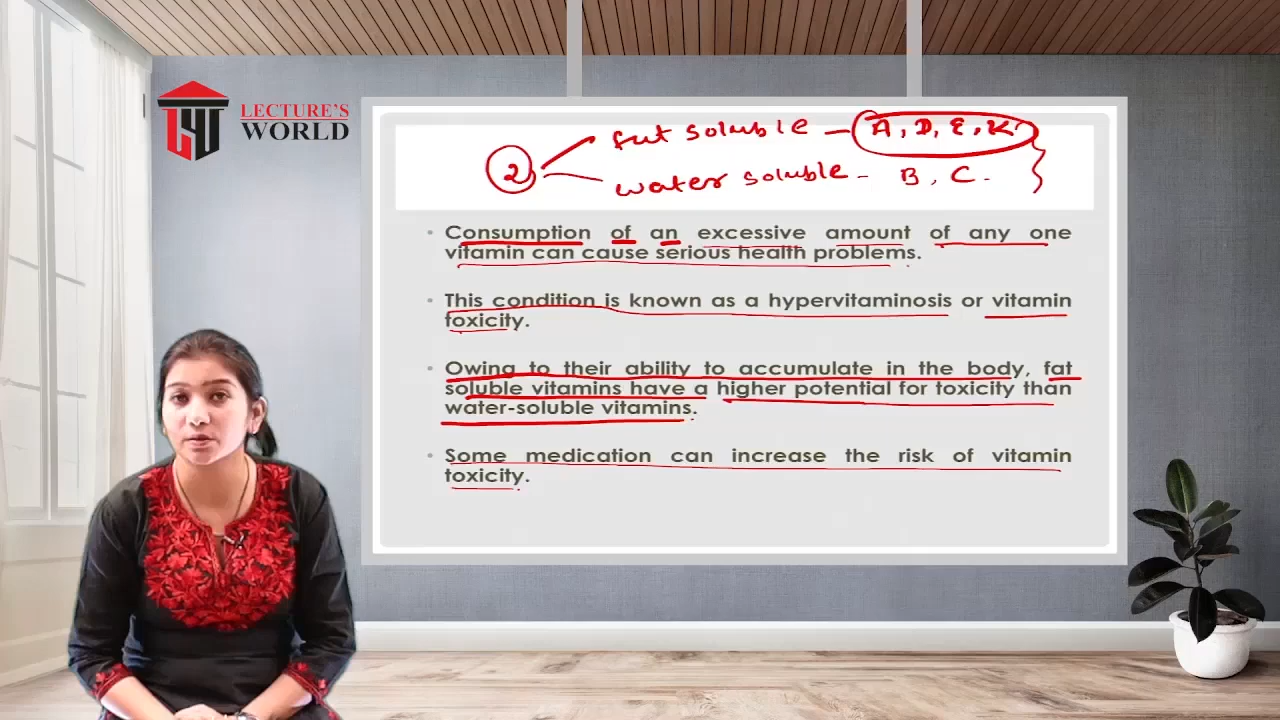 LECTURE'S
WORLD
2
fat soluble – A, D, E, K
water soluble – B, C.
• Consumption of an excessive amount of any one
vitamin can cause serious health problems.
• This condition is known as a hypervitaminosis or vitamin
toxicity.
• Owing to their ability to accumulate in the body, fat
soluble vitamins have a higher potential for toxicity than
water-soluble vitamins.
• Some medication can increase the risk of vitamin
toxicity.